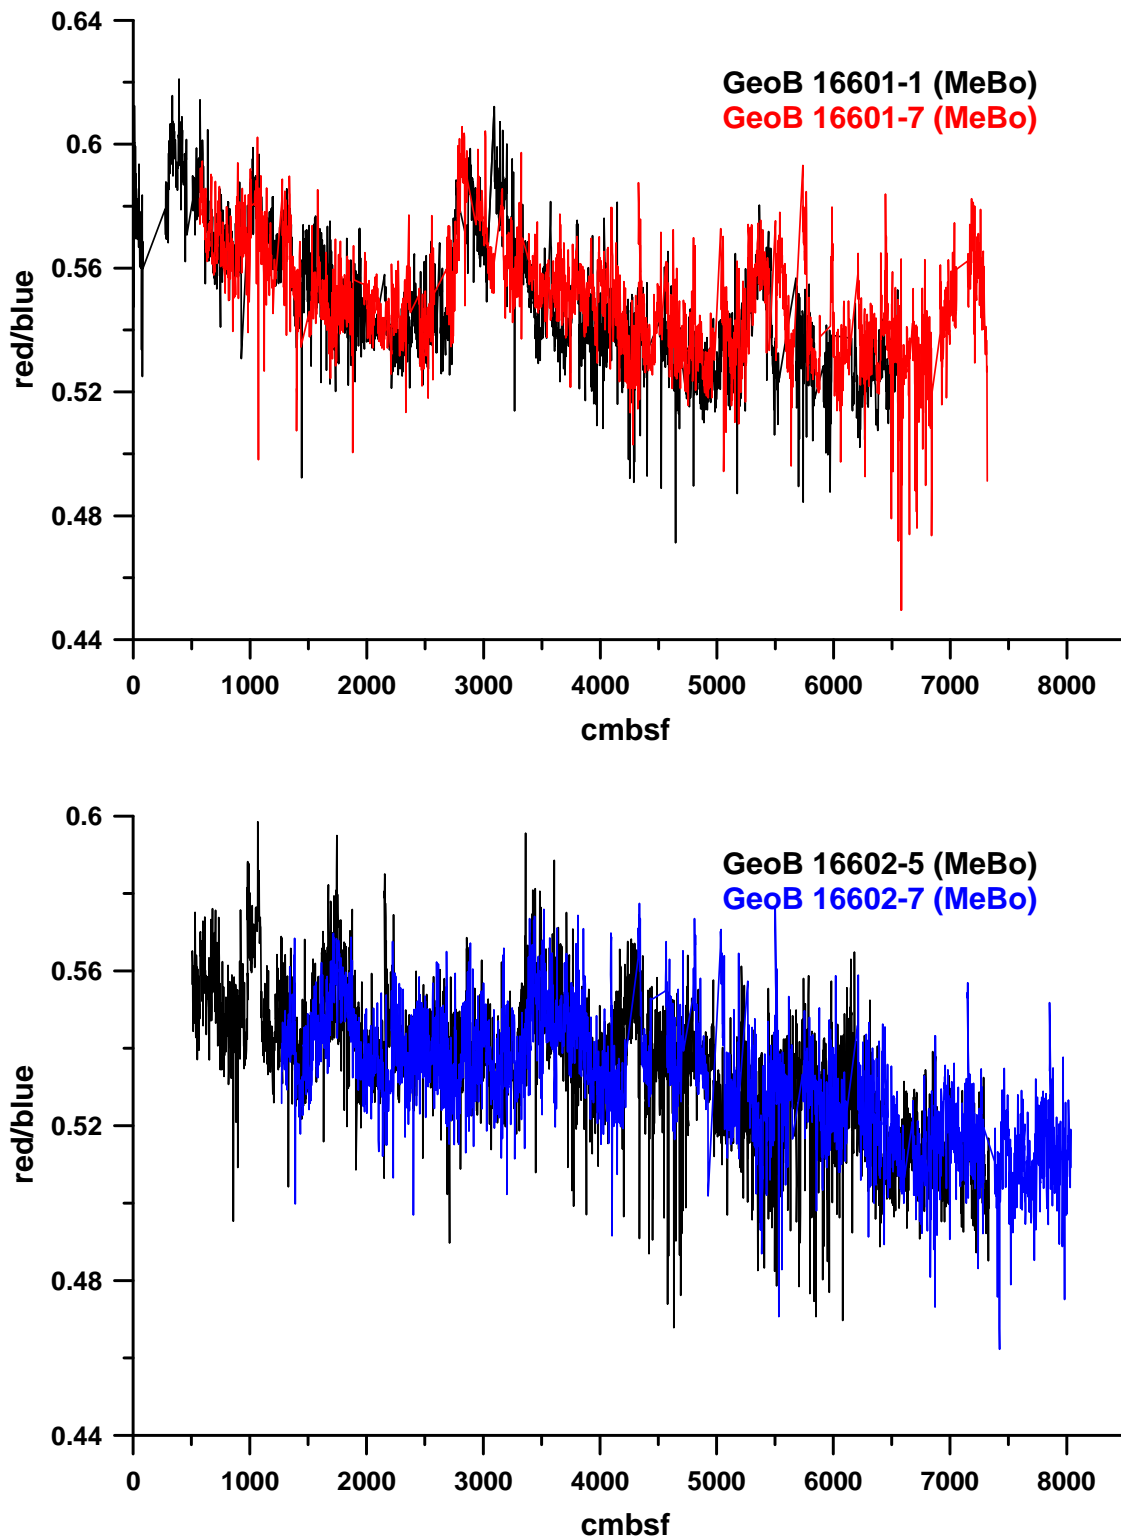 0.64
GeoB 16601-1 (MeBo)
GeoB 16601-7 (MeBo)
0.6
0.56
red/blue
0.52
0.48
0.44
0 1000 2000 3000 4000 5000 6000 7000 8000
cmbsf
0.6
GeoB 16602-5 (MeBo)
GeoB 16602-7 (MeBo)
0.56
red/blue
0.52
0.48
0.44
0 1000 2000 3000 4000 5000 6000 7000 8000
cmbsf